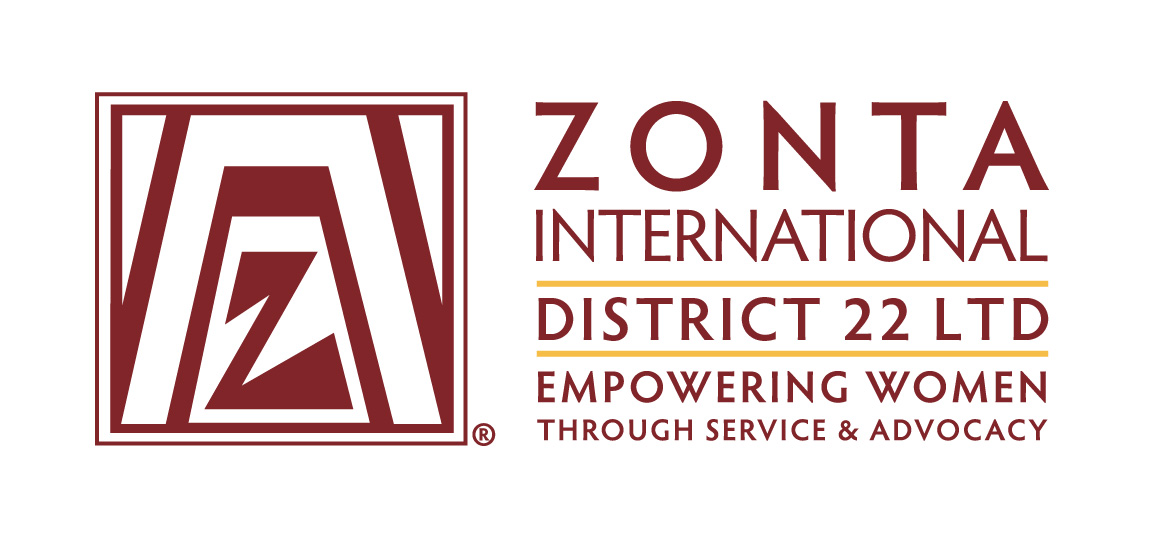 ZONTA
INTERNATIONAL
DISTRICT 22 LTD
EMPOWERING WOMEN
THROUGH SERVICE & ADVOCACY
®